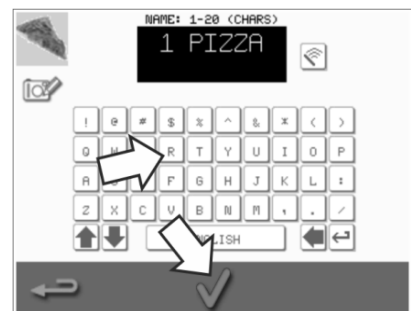 NAME: 1-20 (CHARS)
1 PIZZA
! @ # $ % ^ & * ( )
Q R T Y U I O P
A F G H J K L :
Z X C V B N M , . /